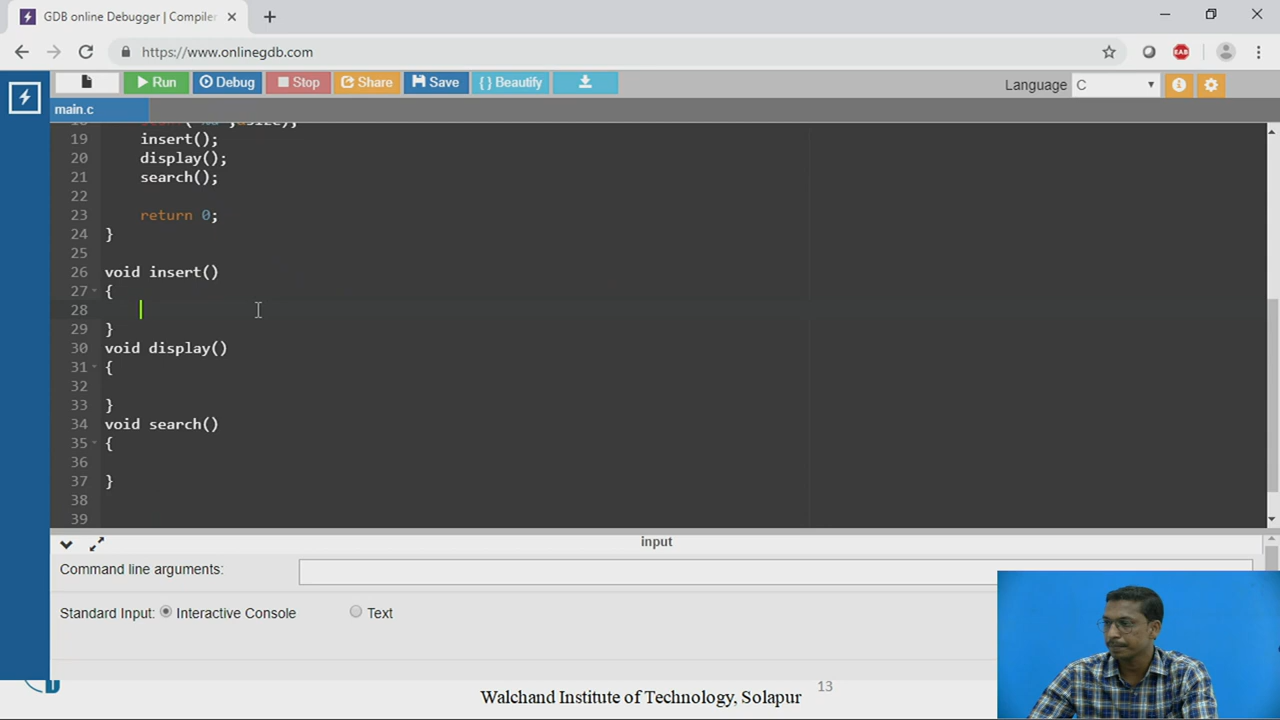 GDB online Debugger | Compiler
https://www.onlinegdb.com
EAB
Run Debug Stop Share Save { } Beautify Language C
main.c
19 insert();
20 display();
21 search();
22
23 return 0;
24 }
25
26 void insert()
27 {
28
29 }
30 void display()
31 {
32
33 }
34 void search()
35 {
36
37 }
38
39
input
Command line arguments:
Standard Input: Interactive Console Text
Walchand Institute of Technology, Solapur
13